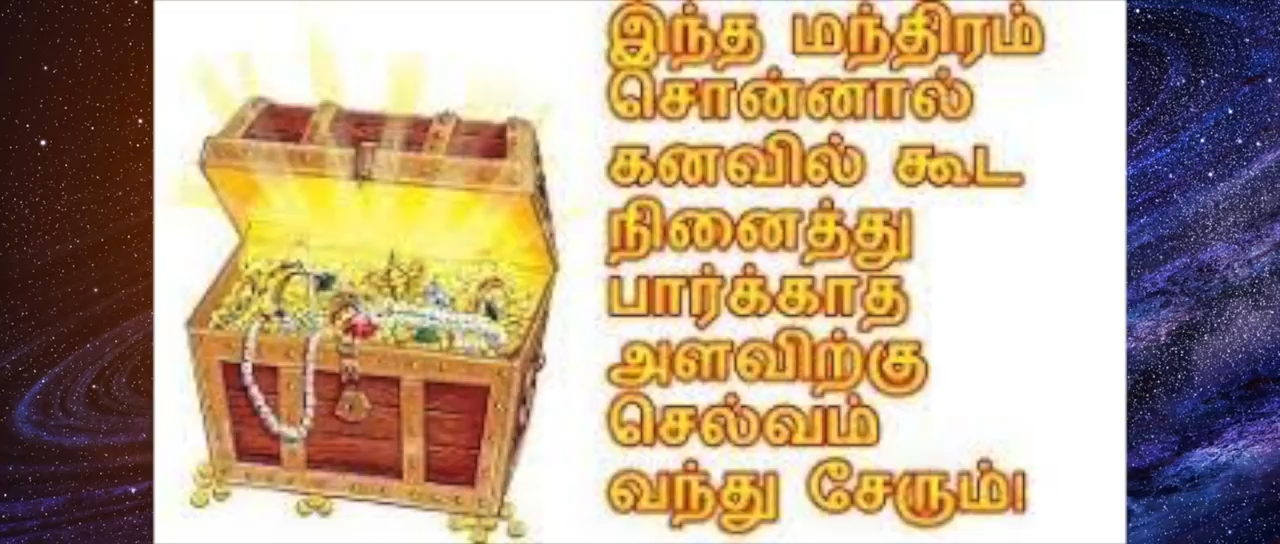 இந்த மந்திரம்
சொன்னால்
கனவில் கூட
நினைத்து
பார்க்காத
அளவிற்கு
செல்வம்
வந்து சேரும்!